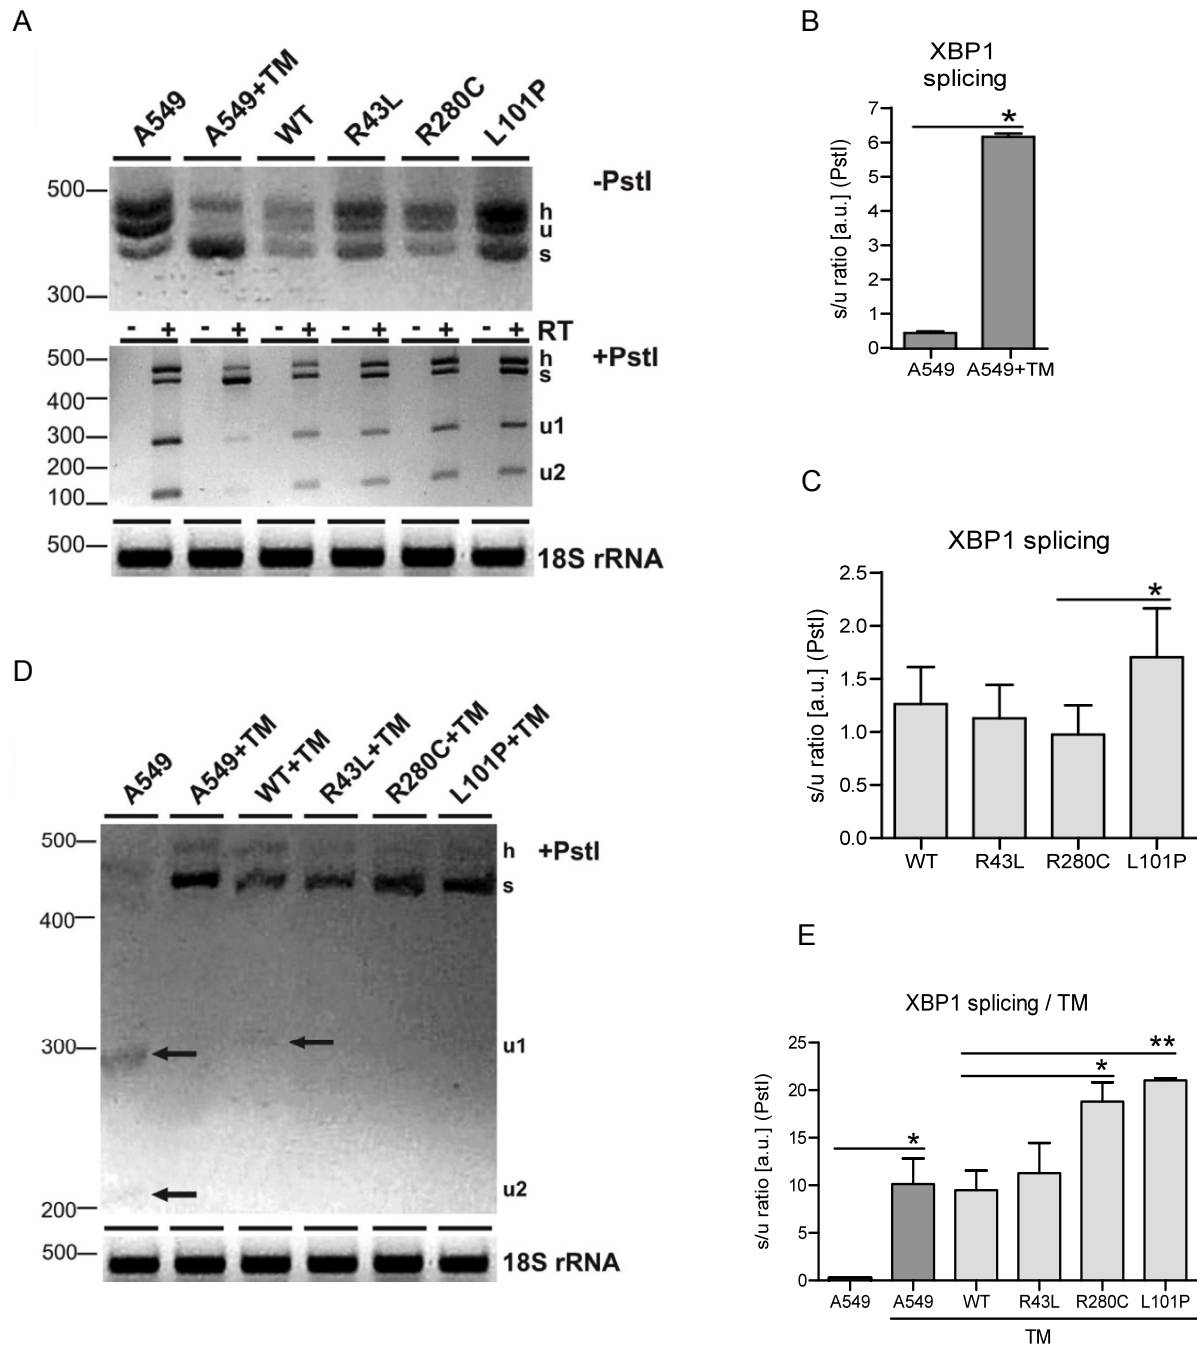 A
A549
A549+TM
WT
R43L
R280C
L101P
500
300
-PstI
h
u
s
- + - + - + - + - + - + RT
500
400
300
200
100
h
s
u1
u2
+PstI
500
18S rRNA
B
XBP1
splicing
s/u ratio [a.u.] (PstI)
7
6
5
4
3
2
1
0
*
A549 A549+TM
C
XBP1 splicing
s/u ratio [a.u.] (PstI)
2.5
2.0
1.5
1.0
0.5
0.0
*
WT R43L R280C L101P
D
A549
A549+TM
WT+TM
R43L+TM
R280C+TM
L101P+TM
500
400
300
200
h +PstI
s
u1
u2
500
18S rRNA
E
XBP1 splicing / TM
s/u ratio [a.u.] (PstI)
25
20
15
10
5
0
*
*
**
A549 A549 WT R43L R280C L101P
TM